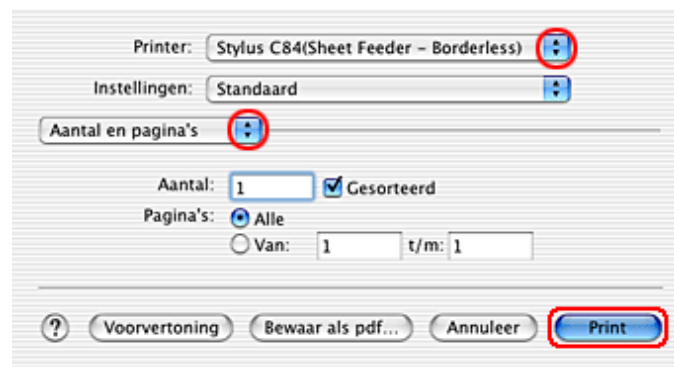 Printer: Stylus C84(Sheet Feeder – Borderless)
Instellingen: Standaard
Aantal en pagina's
Aantal: 1 Gesorteerd
Pagina's: Alle
Van: 1 t/m: 1
? Voorvertoning Bewaar als pdf... Annuleer Print